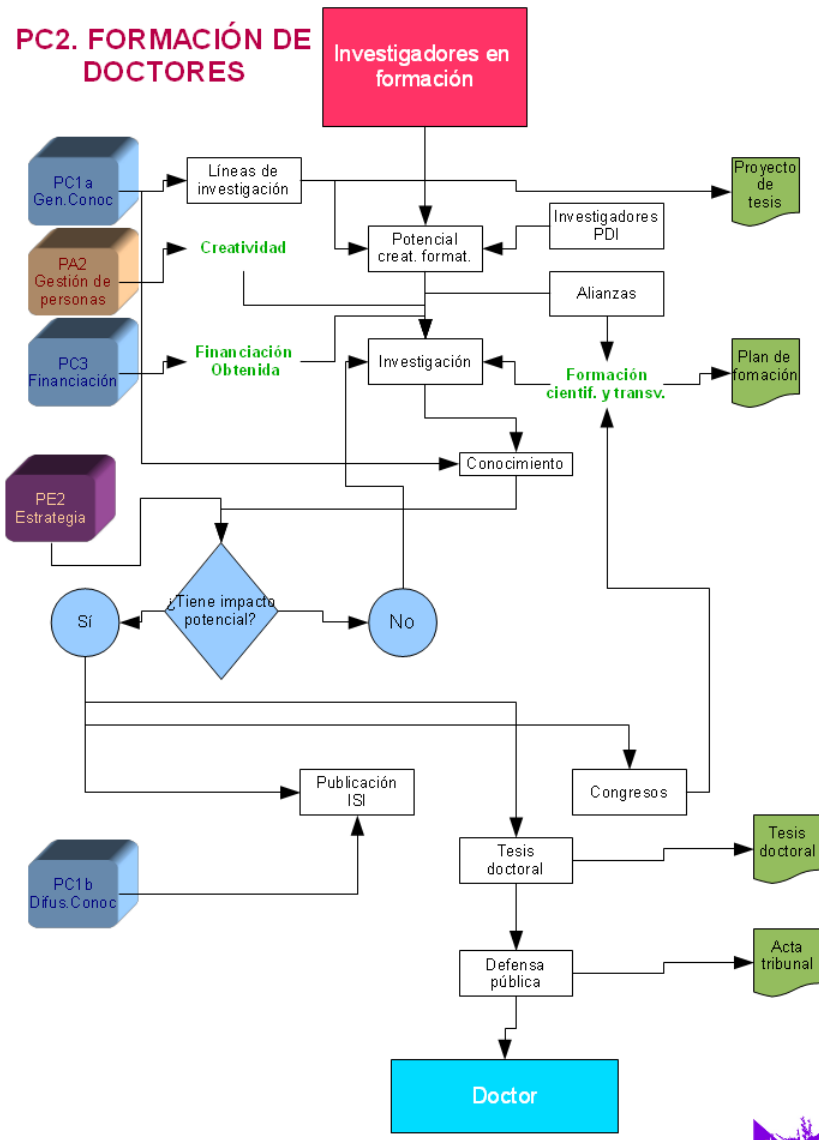 PC2. FORMACIÓN DE
DOCTORES
Investigadores en
formación
PC1a
Gen.Conoc
Líneas de
investigación
Proyecto
de
tesis
Investigadores
PDI
Potencial
creat. format.
PA2
Gestión de
personas
Creatividad
Alianzas
PC3
Financiación
Financiación
Obtenida
Investigación
Formación
cientif. y transv.
Plan de
fomación
Conocimiento
PE2
Estrategia
¿Tiene impacto
potencial?
Sí
No
Publicación
ISI
Congresos
Tesis
doctoral
Tesis
doctoral
PC1b
Difus.Conoc
Defensa
pública
Acta
tribunal
Doctor